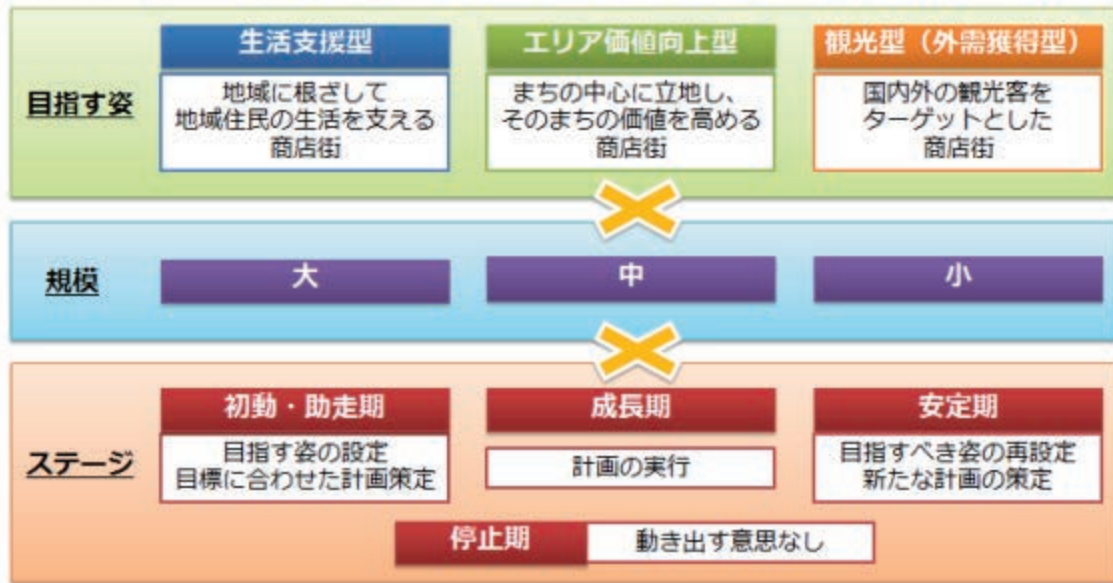 目指す姿
生活支援型
地域に根ざして
地域住民の生活を支える
商店街
エリア価値向上型
まちの中心に立地し、
そのまちの価値を高める
商店街
観光型（外需獲得型）
国内外の観光客を
ターゲットとした
商店街
規模
大
中
小
ステージ
初動・助走期
目指す姿の設定
目標に合わせた計画策定
成長期
計画の実行
安定期
目指すべき姿の再設定
新たな計画の策定
停止期
動き出す意思なし